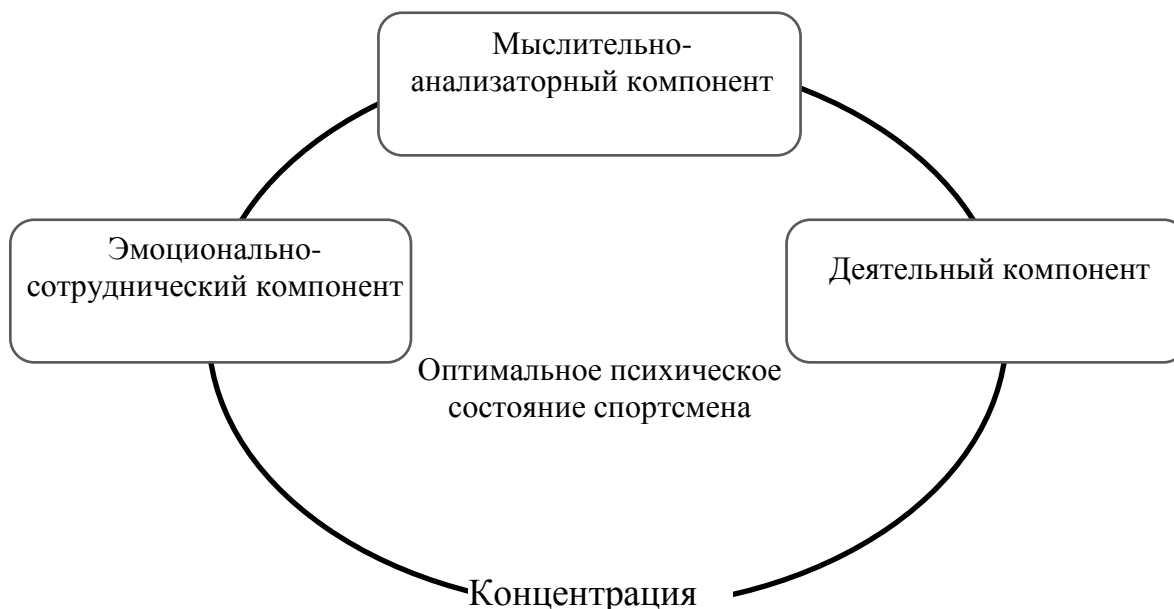 Мыслительно-
анализаторный компонент
Эмоционально-
сотруднический компонент
Деятельный компонент
Оптимальное психическое
состояние спортсмена
Концентрация